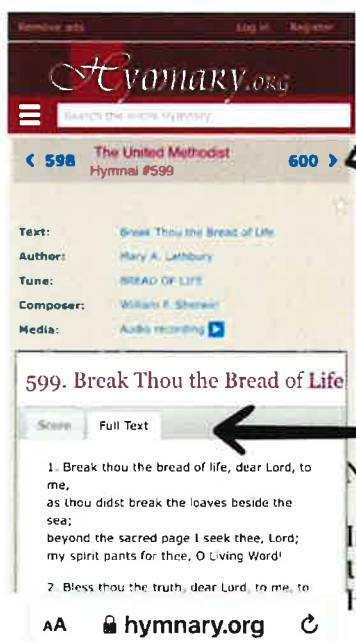 Remove ads Log in Register
Hymnary.org
Search the entire Hymnary
598 The United Methodist Hymnal #599 600
Text: Break Thou the Bread of Life
Author: Mary A. Lathbury
Tune: BREAD OF LIFE
Composer: William F. Sherwin
Media: Audio recording
599. Break Thou the Bread of Life
Score Full Text
1. Break thou the bread of life, dear Lord, to
me,
as thou didst break the loaves beside the
sea;
beyond the sacred page I seek thee, Lord;
my spirit pants for thee, O Living Word!
2. Bless thou the truth, dear Lord, to me, to
AA hymnary.org